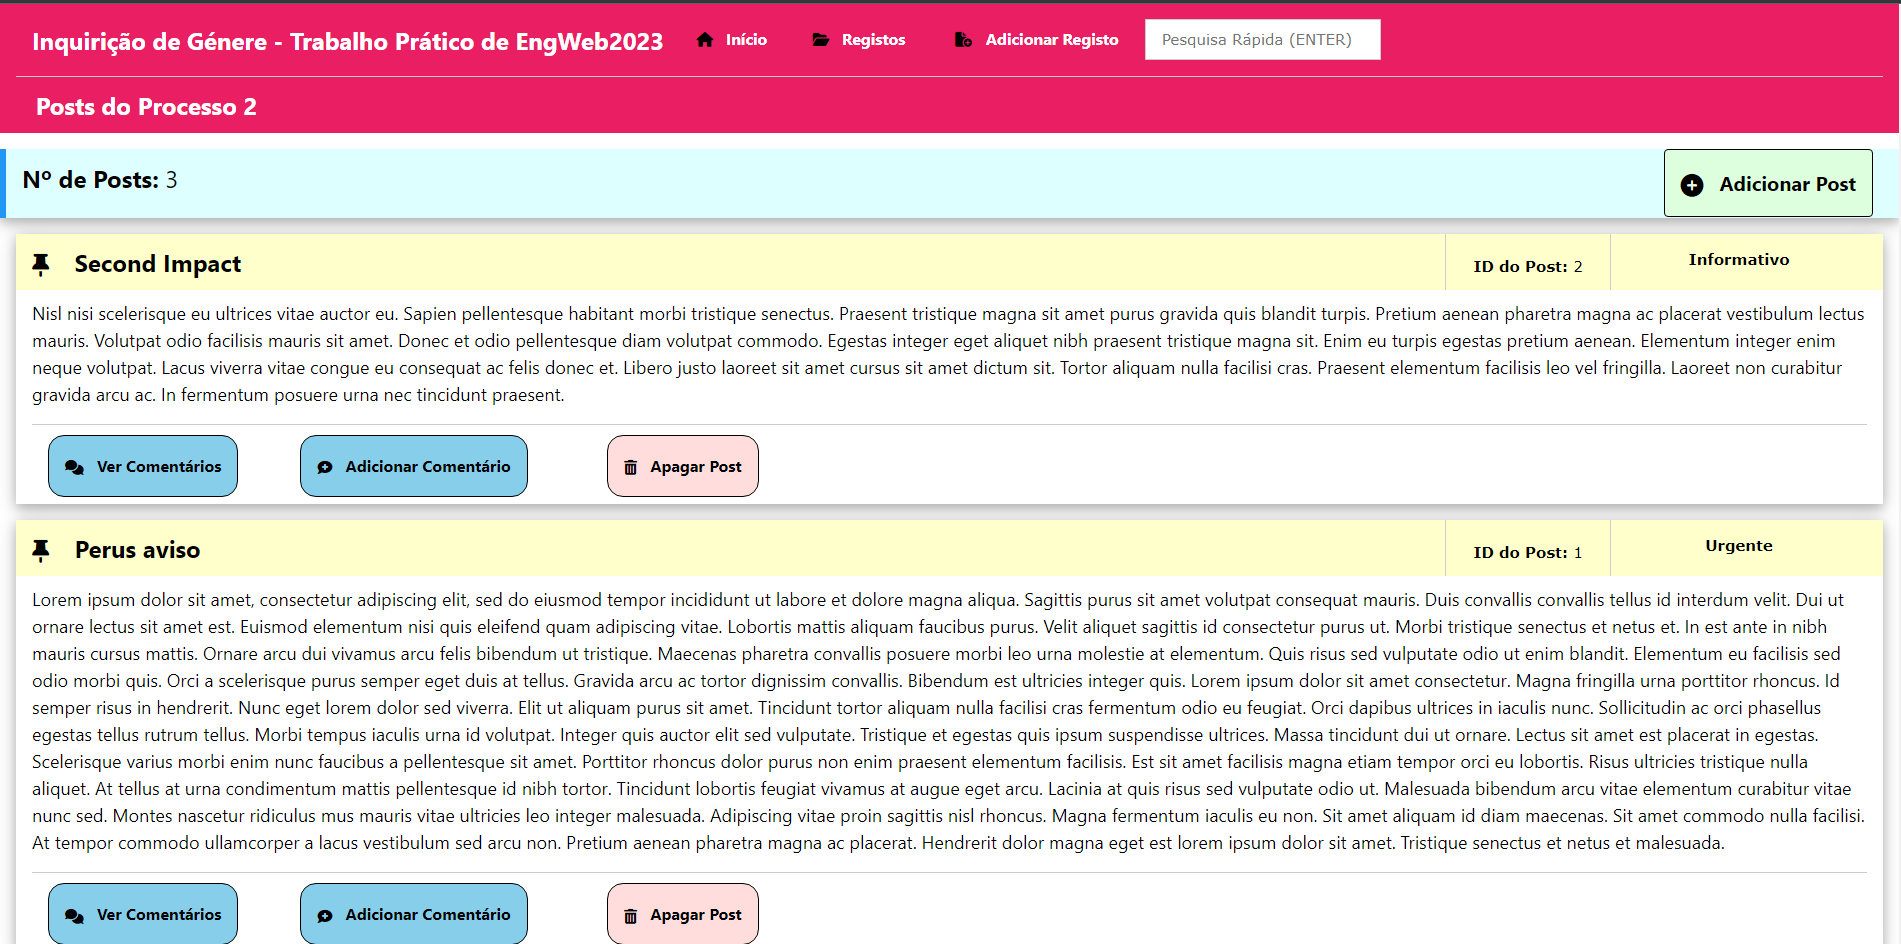 Inquirição de Génere - Trabalho Prático de EngWeb2023 Início Registos Adicionar Registo Pesquisa Rápida (ENTER)
Posts do Processo 2
Nº de Posts: 3 Adicionar Post
Second Impact ID do Post: 2 Informativo
Nisl nisi scelerisque eu ultrices vitae auctor eu. Sapien pellentesque habitant morbi tristique senectus. Praesent tristique magna sit amet purus gravida quis blandit turpis. Pretium aenean pharetra magna ac placerat vestibulum lectus
mauris. Volutpat odio facilisis mauris sit amet. Donec et odio pellentesque diam volutpat commodo. Egestas integer eget aliquet nibh praesent tristique magna sit. Enim eu turpis egestas pretium aenean. Elementum integer enim
neque volutpat. Lacus viverra vitae congue eu consequat ac felis donec et. Libero justo laoreet sit amet cursus sit amet dictum sit. Tortor aliquam nulla facilisi cras. Praesent elementum facilisis leo vel fringilla. Laoreet non curabitur
gravida arcu ac. In fermentum posuere urna nec tincidunt praesent.
Ver Comentários Adicionar Comentário Apagar Post
Perus aviso ID do Post: 1 Urgente
Lorem ipsum dolor sit amet, consectetur adipiscing elit, sed do eiusmod tempor incididunt ut labore et dolore magna aliqua. Sagittis purus sit amet volutpat consequat mauris. Duis convallis convallis tellus id interdum velit. Dui ut
ornare lectus sit amet est. Euismod elementum nisi quis eleifend quam adipiscing vitae. Lobortis mattis aliquam faucibus purus. Velit aliquet sagittis id consectetur purus ut. Morbi tristique senectus et netus et. In est ante in nibh
mauris cursus mattis. Ornare arcu dui vivamus arcu felis bibendum ut tristique. Maecenas pharetra convallis posuere morbi leo urna molestie at elementum. Quis risus sed vulputate odio ut enim blandit. Elementum eu facilisis sed
odio morbi quis. Orci a scelerisque purus semper eget duis at tellus. Gravida arcu ac tortor dignissim convallis. Bibendum est ultricies integer quis. Lorem ipsum dolor sit amet consectetur. Magna fringilla urna porttitor rhoncus. Id
semper risus in hendrerit. Nunc eget lorem dolor sed viverra. Elit ut aliquam purus sit amet. Tincidunt tortor aliquam nulla facilisi cras fermentum odio eu feugiat. Orci dapibus ultrices in iaculis nunc. Sollicitudin ac orci phasellus
egestas tellus rutrum tellus. Morbi tempus iaculis urna id volutpat. Integer quis auctor elit sed vulputate. Tristique et egestas quis ipsum suspendisse ultrices. Massa tincidunt dui ut ornare. Lectus sit amet est placerat in egestas.
Scelerisque varius morbi enim nunc faucibus a pellentesque sit amet. Porttitor rhoncus dolor purus non enim praesent elementum facilisis. Est sit amet facilisis magna etiam tempor orci eu lobortis. Risus ultricies tristique nulla
aliquet. At tellus at urna condimentum mattis pellentesque id nibh tortor. Tincidunt lobortis feugiat vivamus at augue eget arcu. Lacinia at quis risus sed vulputate odio ut. Malesuada bibendum arcu vitae elementum curabitur vitae
nunc sed. Montes nascetur ridiculus mus mauris vitae ultricies leo integer malesuada. Adipiscing vitae proin sagittis nisl rhoncus. Magna fermentum iaculis eu non. Sit amet aliquam id diam maecenas. Sit amet commodo nulla facilisi.
At tempor commodo ullamcorper a lacus vestibulum sed arcu non. Pretium aenean pharetra magna ac placerat. Hendrerit dolor magna eget est lorem ipsum dolor sit amet. Tristique senectus et netus et malesuada.
Ver Comentários Adicionar Comentário Apagar Post